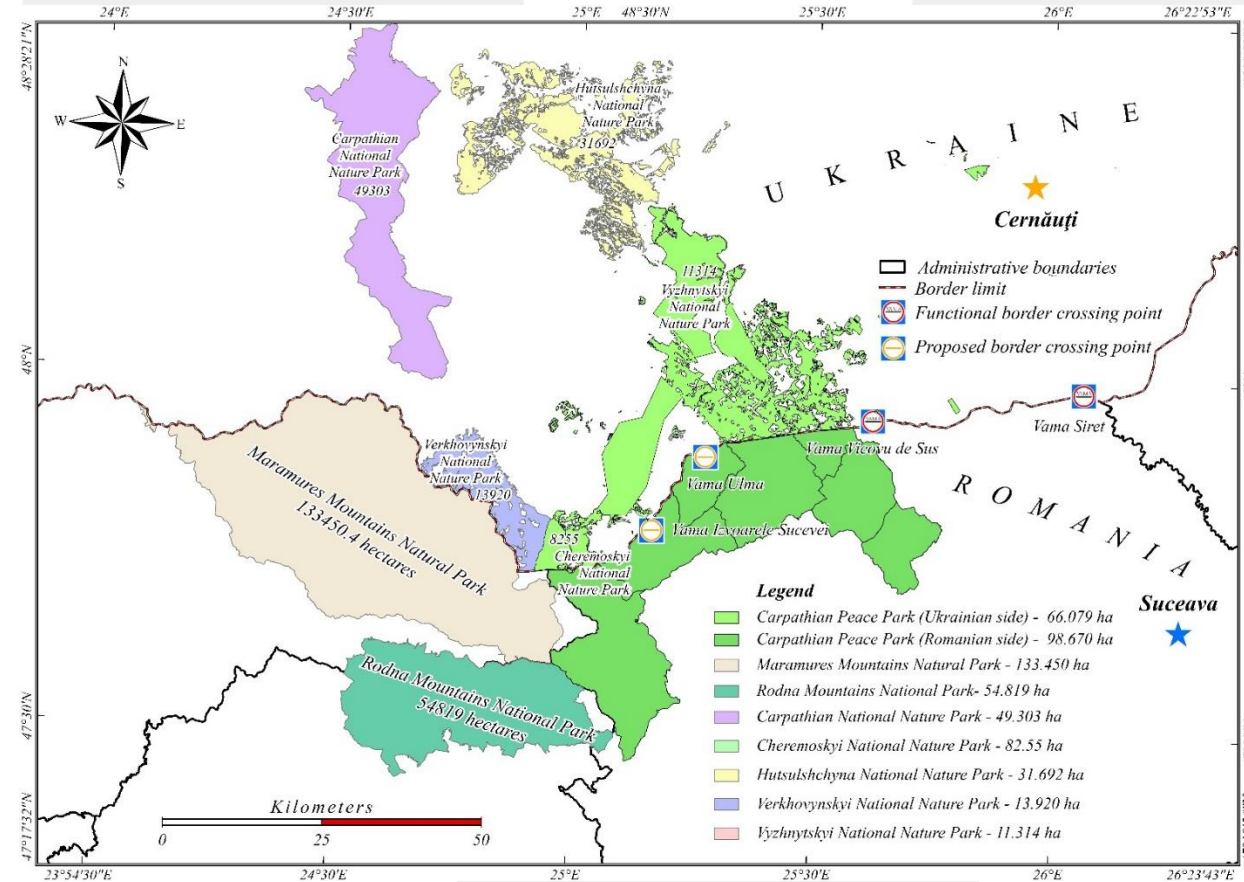 24°E
24°30'E
25°E
48°30'N
25°30'E
26°E
26°22'53"E
48°28'21"N
N
W
E
S
Carpathian
National
Nature Park
49303
Hutsulshchyna
National
Nature Park
31692
U K R A I N E
Cernăuți
11314
Vyzhnytskyi
National
Nature Park
Administrative boundaries
Border limit
Functional border crossing point
Proposed border crossing point
48°N
Vama Siret
Vama Vicovu de Sus
Vama Ulma
Vama Izvoarele Sucevei
Verkhovynskyi
National
Nature Park
13920
Maramures Mountains Natural Park
133450.4 hectares
8255
Cheremoskyi
National
Nature Park
R O M A N I A
Suceava
Rodna Mountains National Park
54819 hectares
Legend
Carpathian Peace Park (Ukrainian side) - 66.079 ha
Carpathian Peace Park (Romanian side) - 98.670 ha
Maramures Mountains Natural Park - 133.450 ha
Rodna Mountains National Park- 54.819 ha
Carpathian National Nature Park - 49.303 ha
Cheremoskyi National Nature Park - 82.55 ha
Hutsulshchyna National Nature Park - 31.692 ha
Verkhovynskyi National Nature Park - 13.920 ha
Vyzhnytskyi National Nature Park - 11.314 ha
47°30'N
47°17'32"N
Kilometers
0
25
50
23°54'30"E
24°30'E
25°E
25°30'E
26°E
26°23'43"E